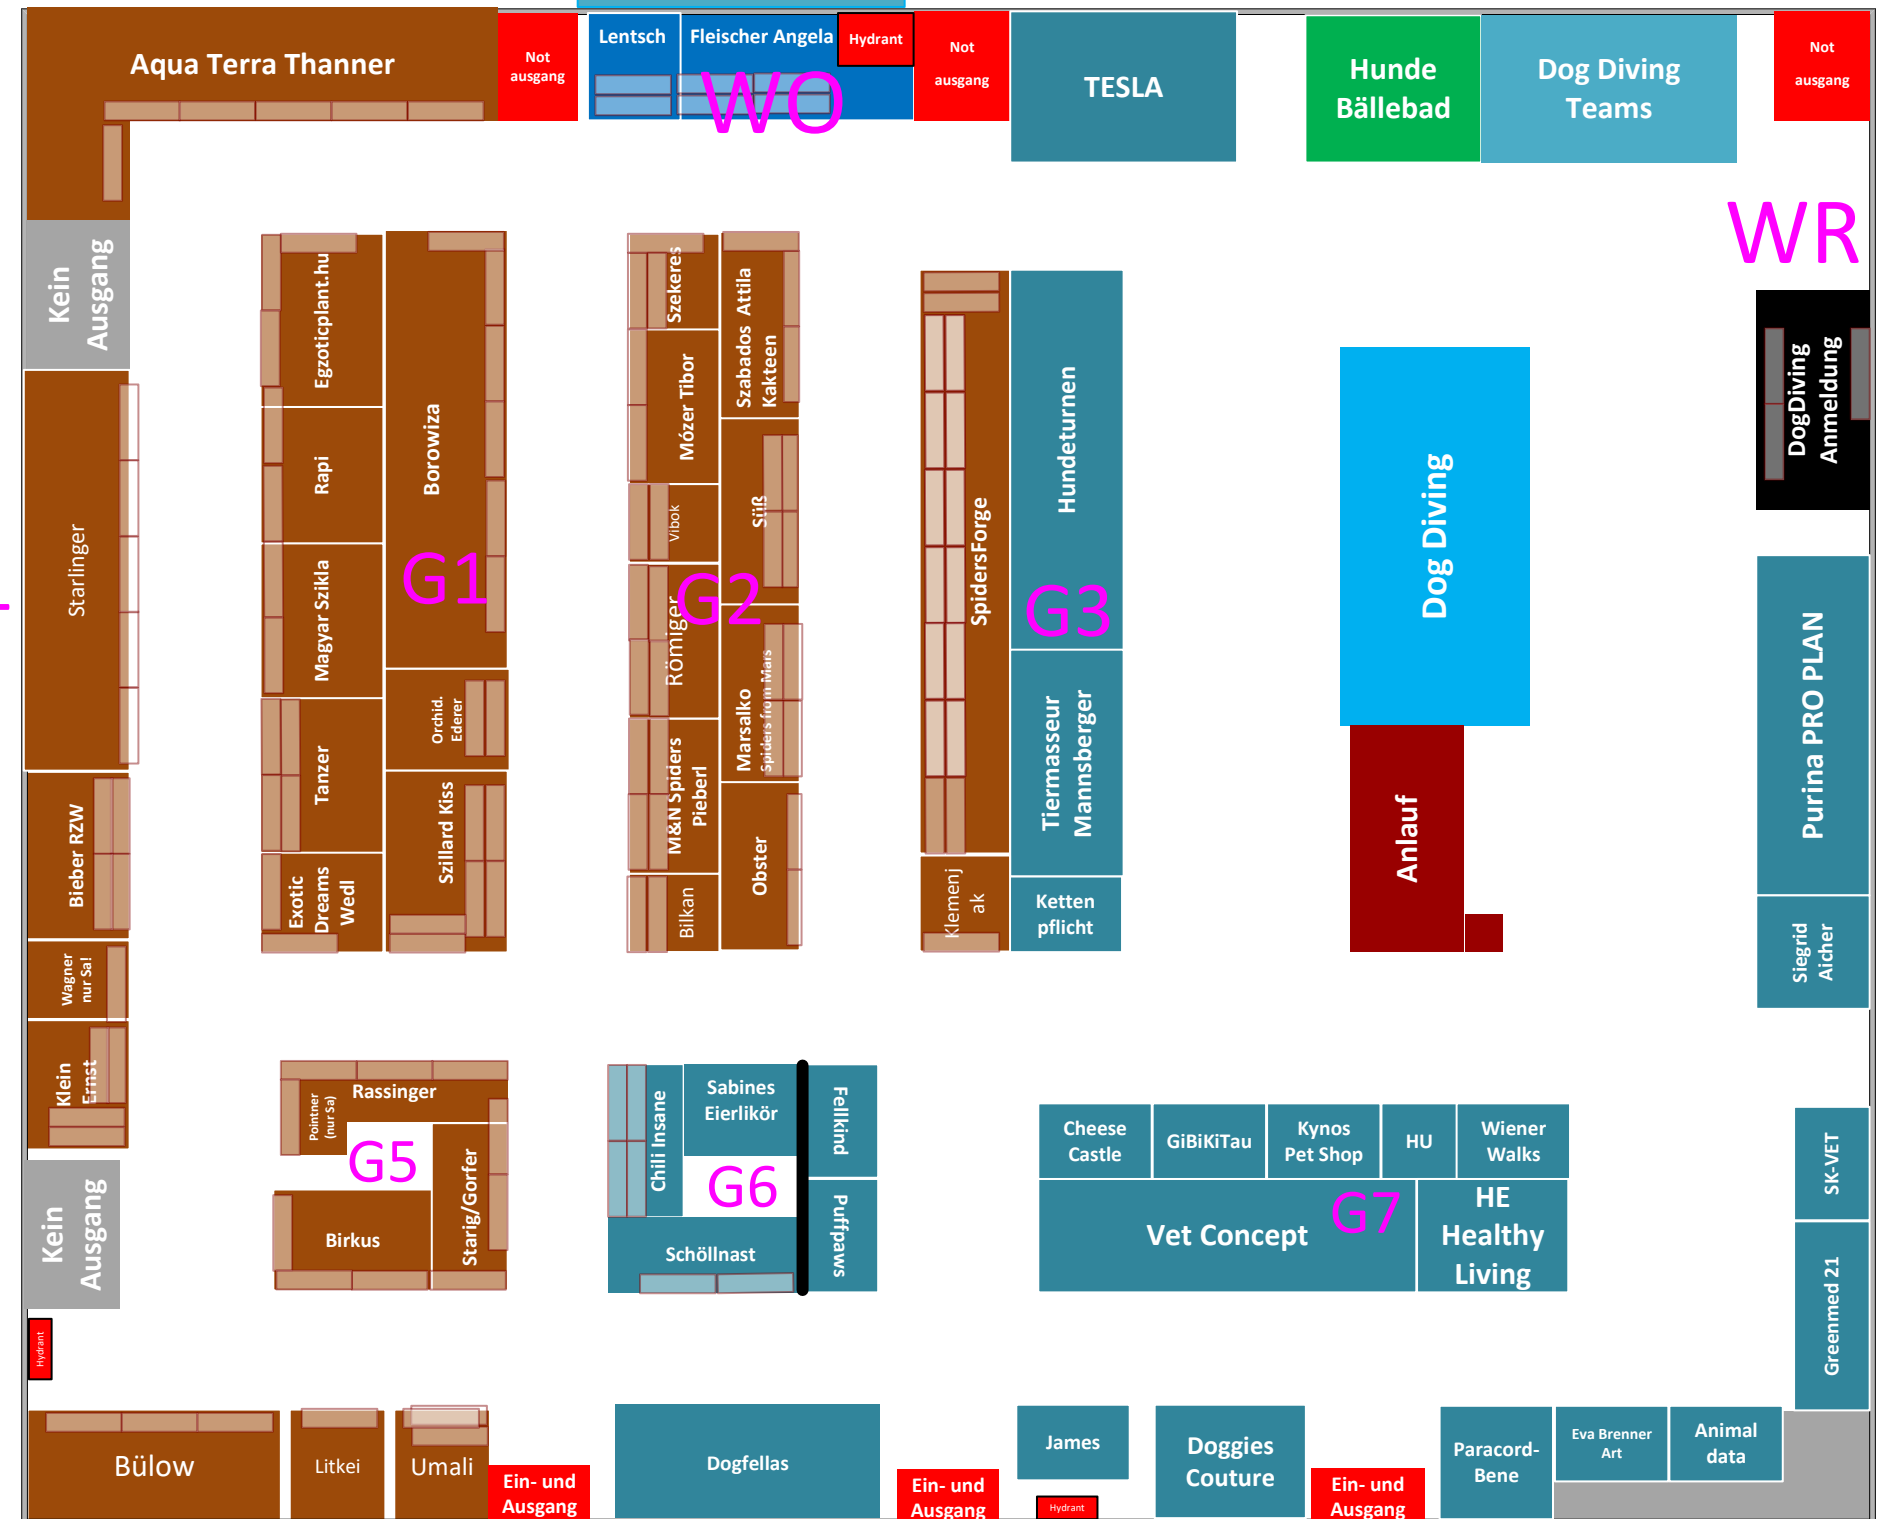 Aqua Terra Thanner
Not
ausgang
Lentsch
Fleischer Angela
Hydrant
WO
Not
ausgang
TESLA
Hunde
Bällebad
Dog Diving
Teams
Not
ausgang
WR
Kein
Ausgang
Starlinger
Bieber RZW
Wagner
nur Sa!
Klein
Ernst
Kein
Ausgang
Hydrant
Egzoticplant.hu
Rapi
Magyar Szikla
Tanzer
Exotic
Dreams
Wedl
Borowiza
G1
Orchid.
Ederer
Szillard Kiss
Szekeres
Mózer Tibor
Vibok
Römiger
M&N Spiders
Pieberl
Bilkan
G2
Szabados Attila
Kakteen
Süß
Marsalko
Spiders from Mars
Obster
SpidersForge
Klemenj
ak
G3
Hundeturnen
Tiermasseur
Mannsberger
Ketten
pflicht
Dog Diving
Anlauf
DogDiving
Anmeldung
Purina PRO PLAN
Siegrid
Aicher
Rassinger
Pointner
(nur Sa)
G5
Starig/Gorfer
Birkus
Chili Insane
Sabines
Eierlikör
G6
Schöllnast
Fellkind
Puffpaws
Cheese
Castle
GiBiKiTau
Kynos
Pet Shop
HU
Wiener
Walks
Vet Concept
G7
HE
Healthy
Living
SK-VET
Greenmed 21
Bülow
Litkei
Umali
Ein- und
Ausgang
Dogfellas
Ein- und
Ausgang
James
Hydrant
Doggies
Couture
Ein- und
Ausgang
Paracord-
Bene
Eva Brenner
Art
Animal
data